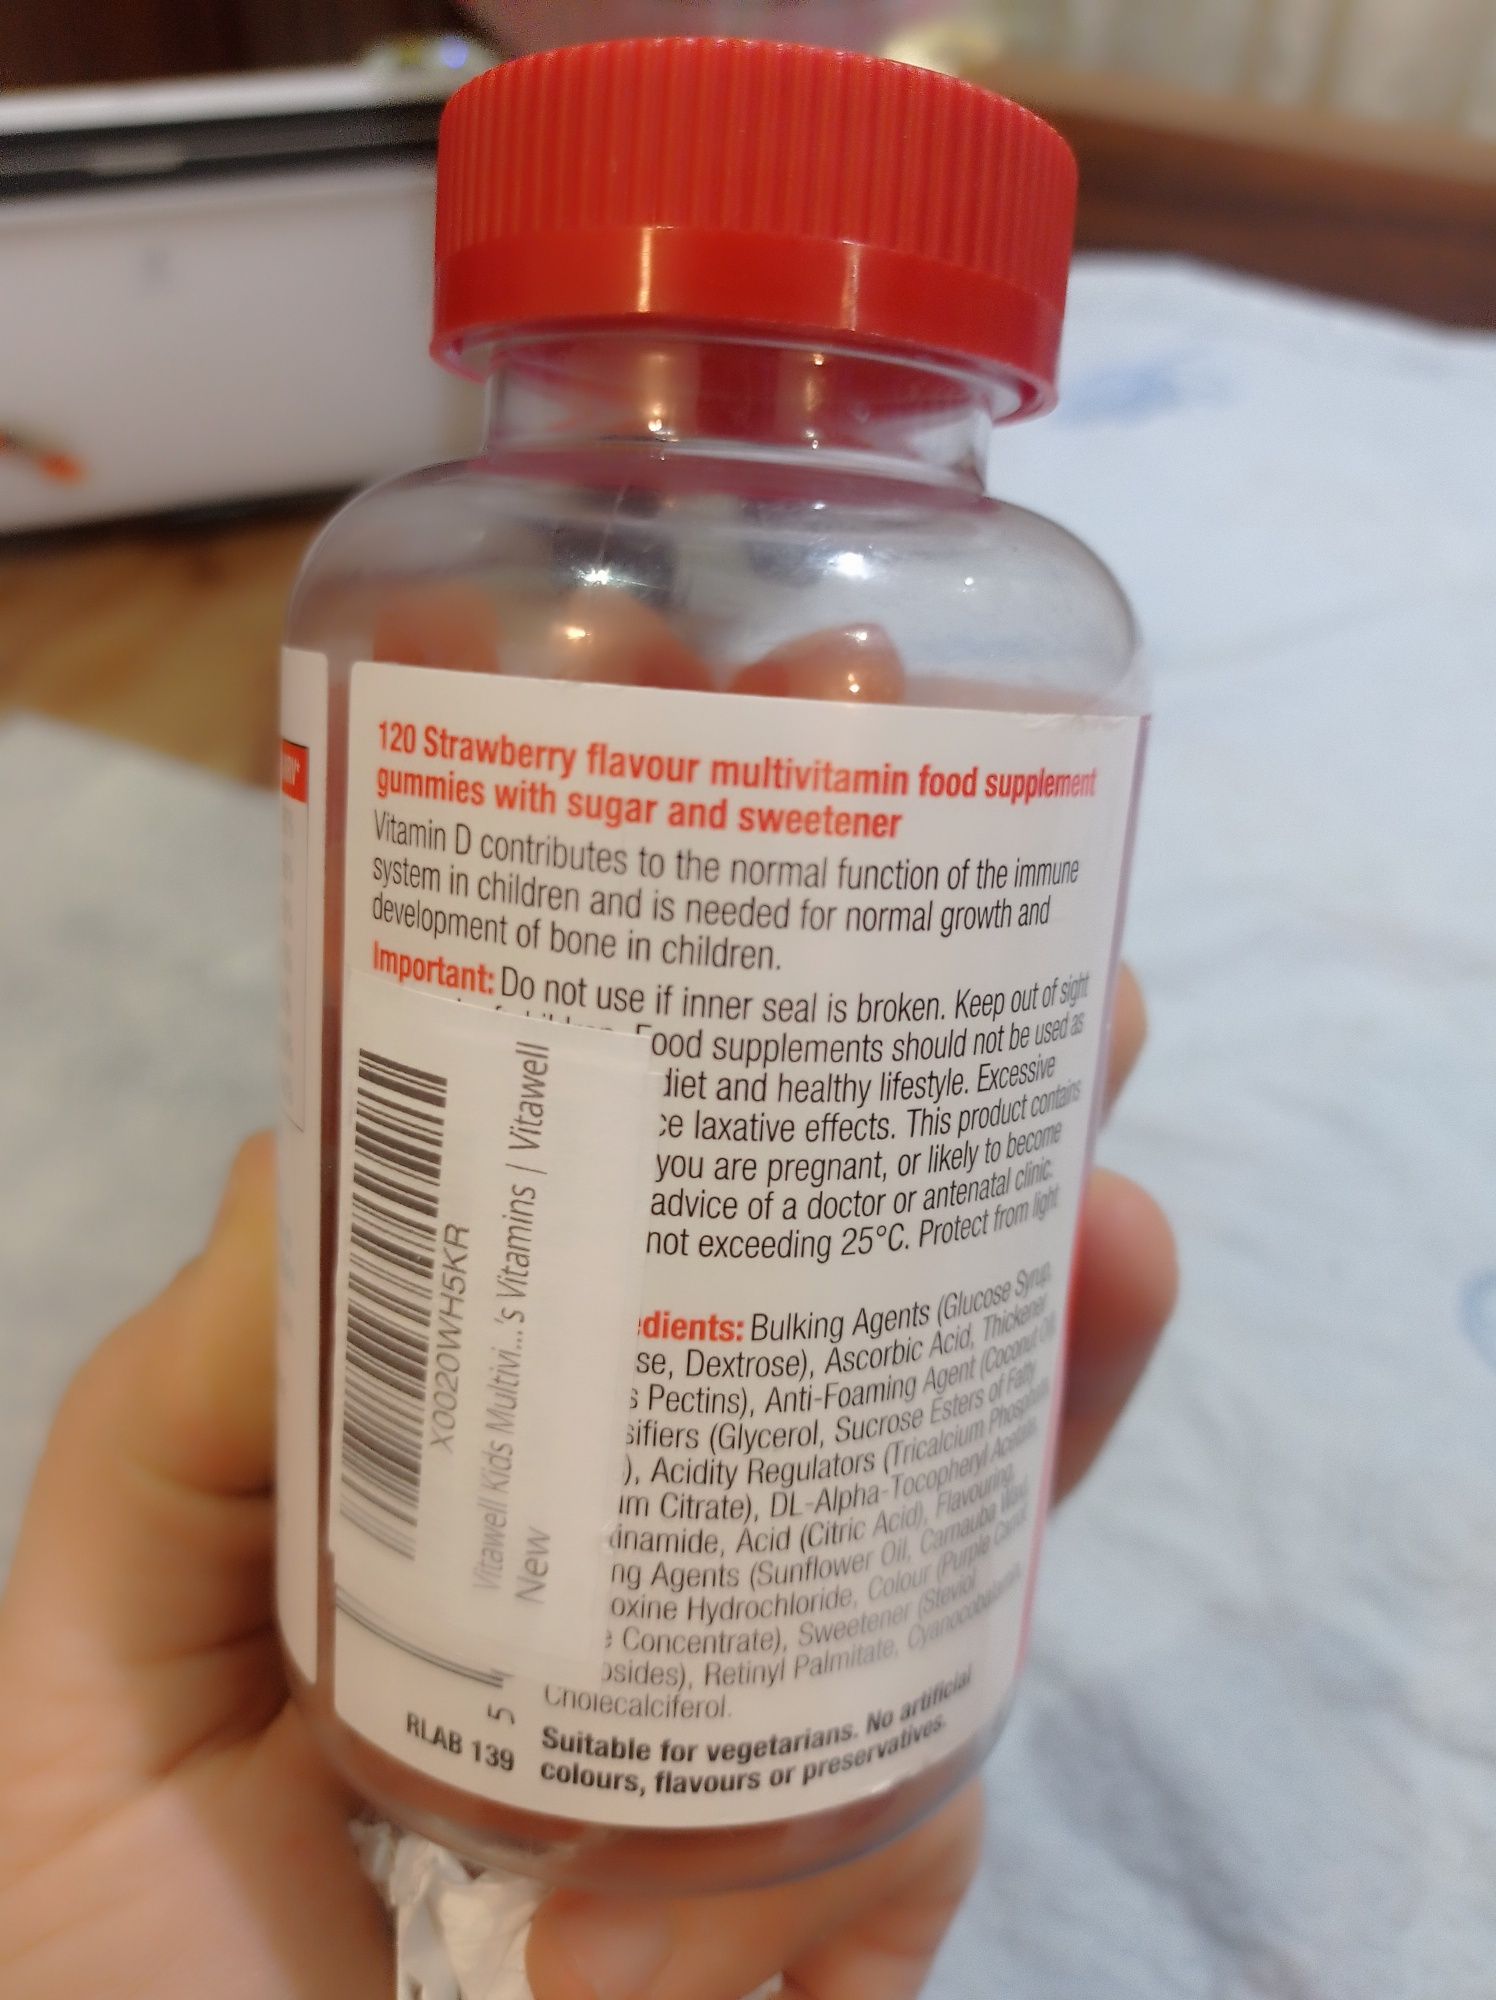 120 Strawberry flavour multivitamin food supplement
gummies with sugar and sweetener
Vitamin D contributes to the normal function of the immune
system in children and is needed for normal growth and
development of bone in children.
Important: Do not use if inner seal is broken. Keep out of sight
Food supplements should not be used as
diet and healthy lifestyle. Excessive
laxative effects. This product contains
you are pregnant, or likely to become
advice of a doctor or antenatal clinic.
not exceeding 25°C. Protect from light
dients: Bulking Agents (Glucose Syrup,
se, Dextrose), Ascorbic Acid, Thickener
Pectins), Anti-Foaming Agent (Coconut Oil,
sifiers (Glycerol, Sucrose Esters of Fatty
), Acidity Regulators (Tricalcium Phosphate,
um Citrate), DL-Alpha-Tocopheryl Acetate,
inamide, Acid (Citric Acid), Flavouring,
ng Agents (Sunflower Oil, Carnauba Wax),
oxine Hydrochloride, Colour (Purple Carrot
Concentrate), Sweetener (Steviol
osides), Retinyl Palmitate, Cyanocobalamin,
Cholecalciferol.
Suitable for vegetarians. No artificial
colours, flavours or preservatives.
X0020WH5KR
Vitawell Kids Multivi...'s Vitamins | Vitawell
New
5
RLAB 139